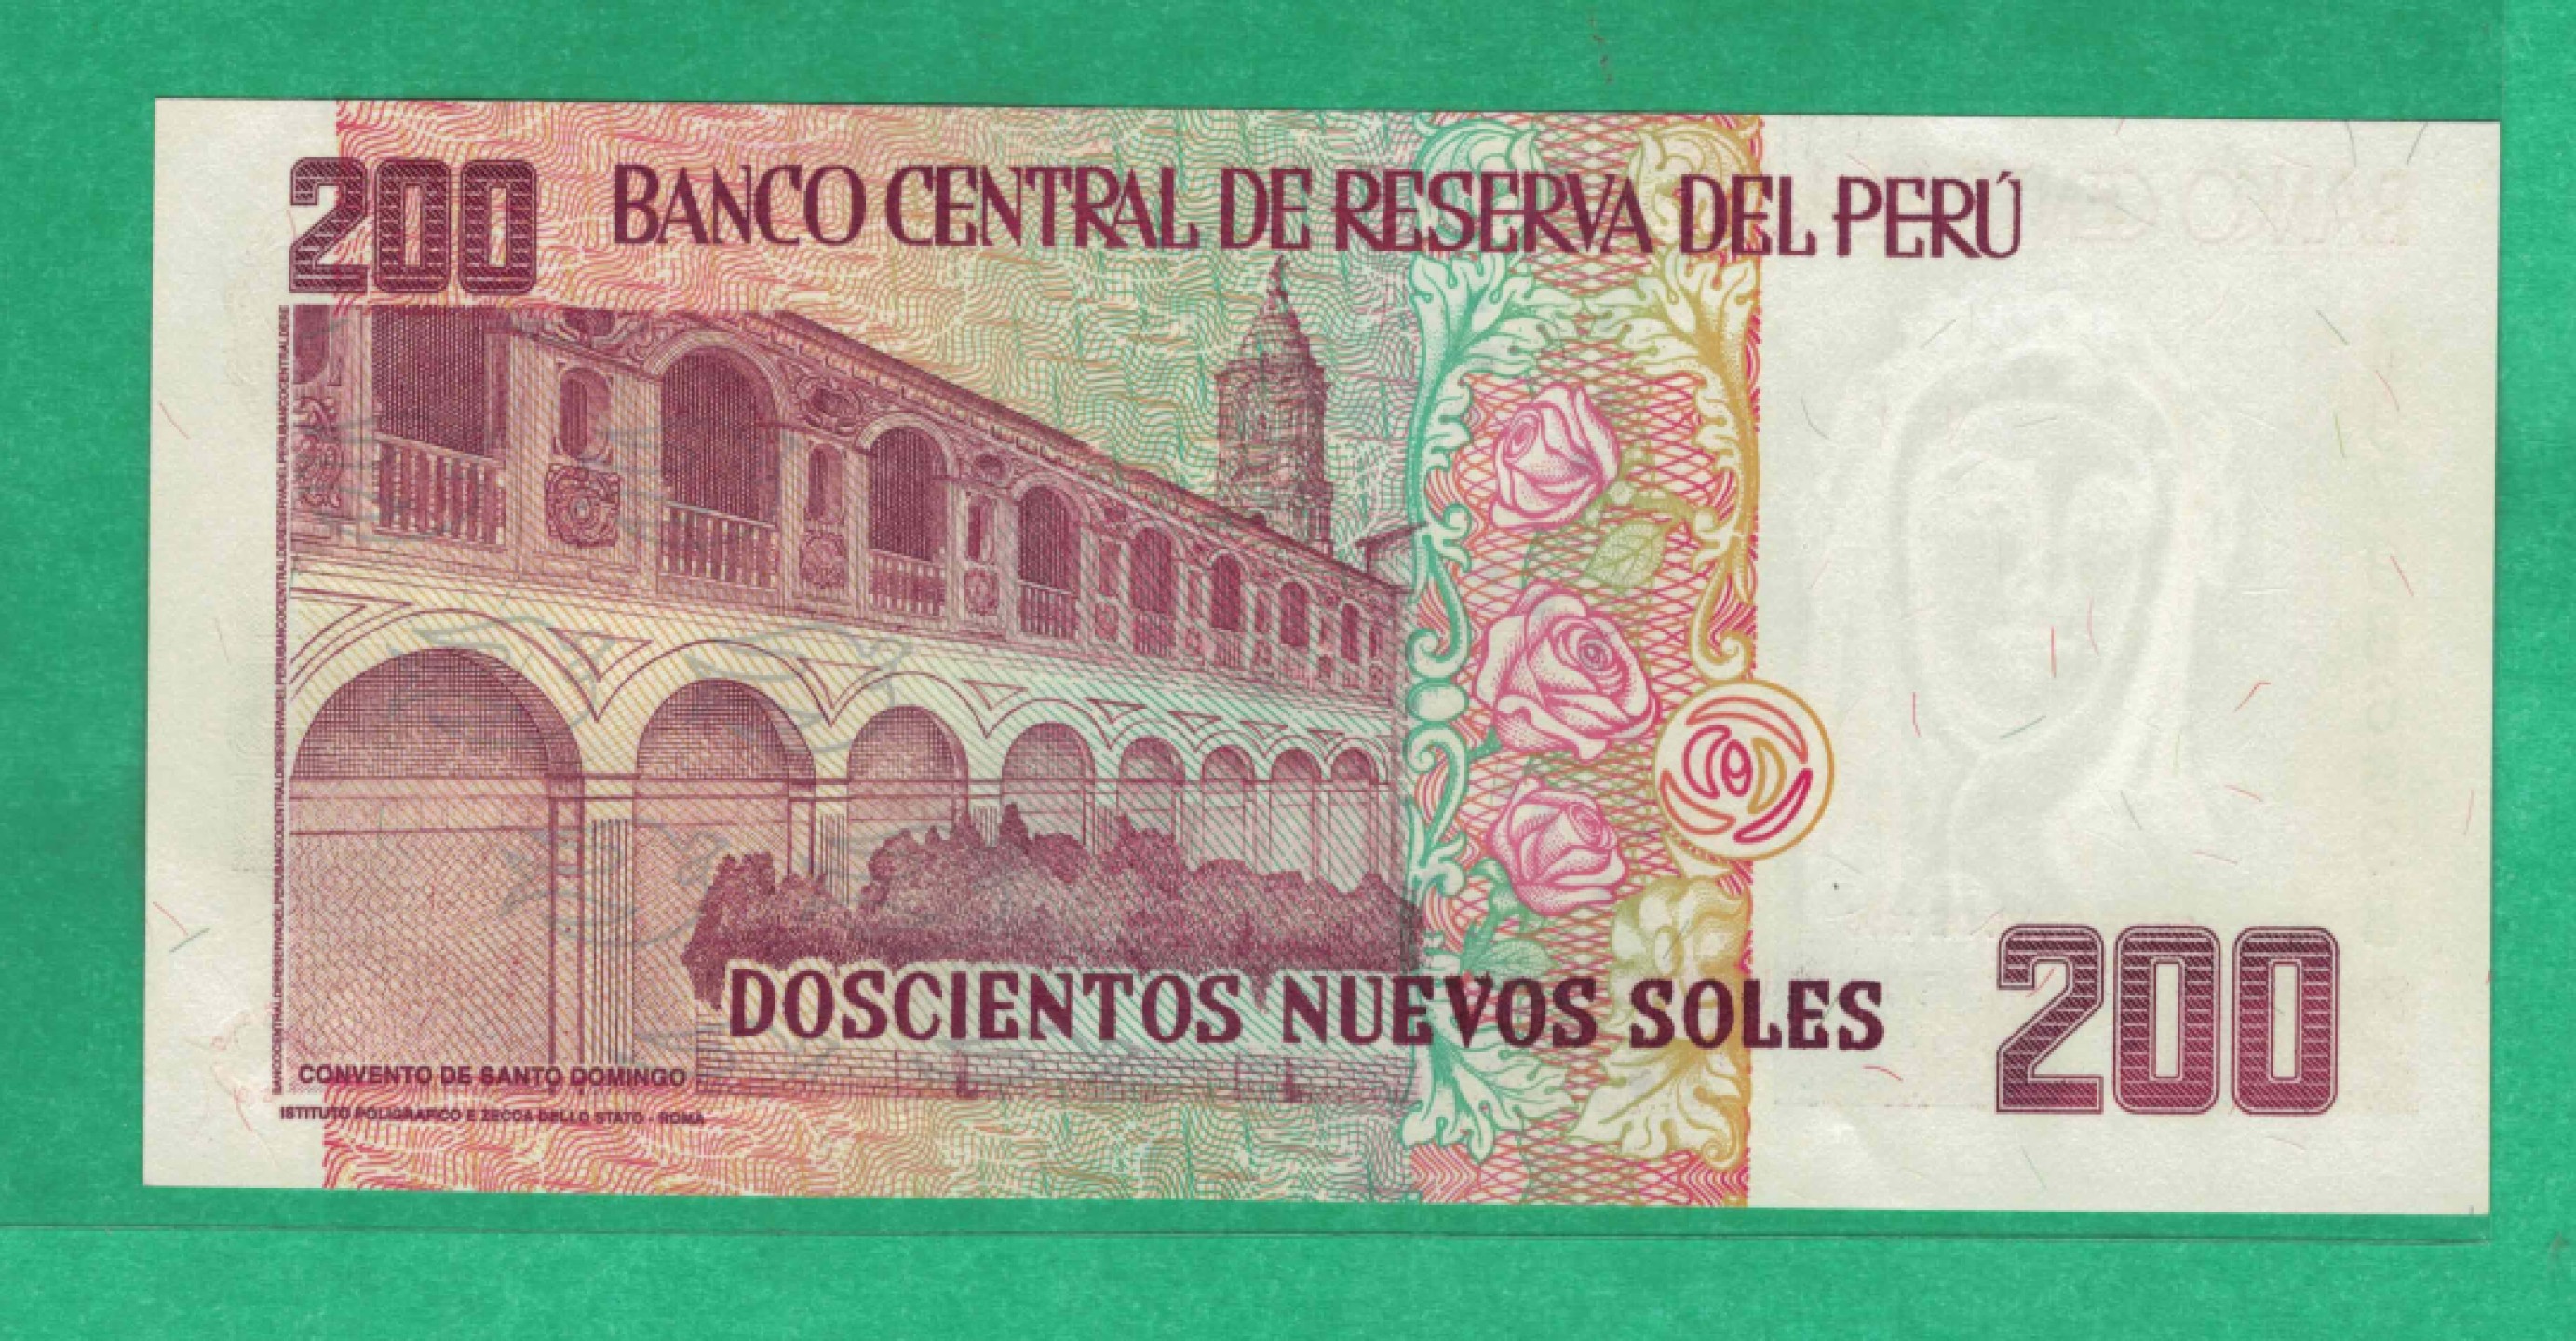 200 BANCO CENTRAL DE RESERVA DEL PERÚ
DOSCIENTOS NUEVOS SOLES 200
CONVENTO DE SANTO DOMINGO
ISTITUTO POLIGRAFICO E ZECCA DELLO STATO - ROMA